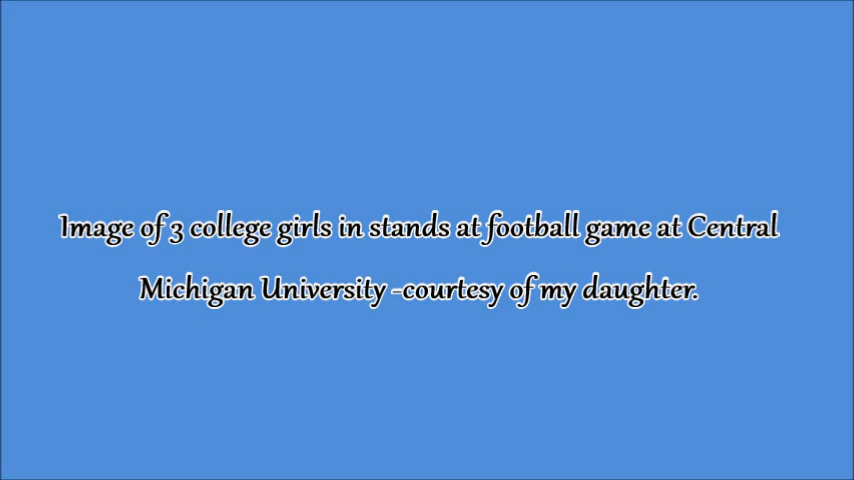 Image of 3 college girls in stands at football game at Central
Michigan University -courtesy of my daughter.